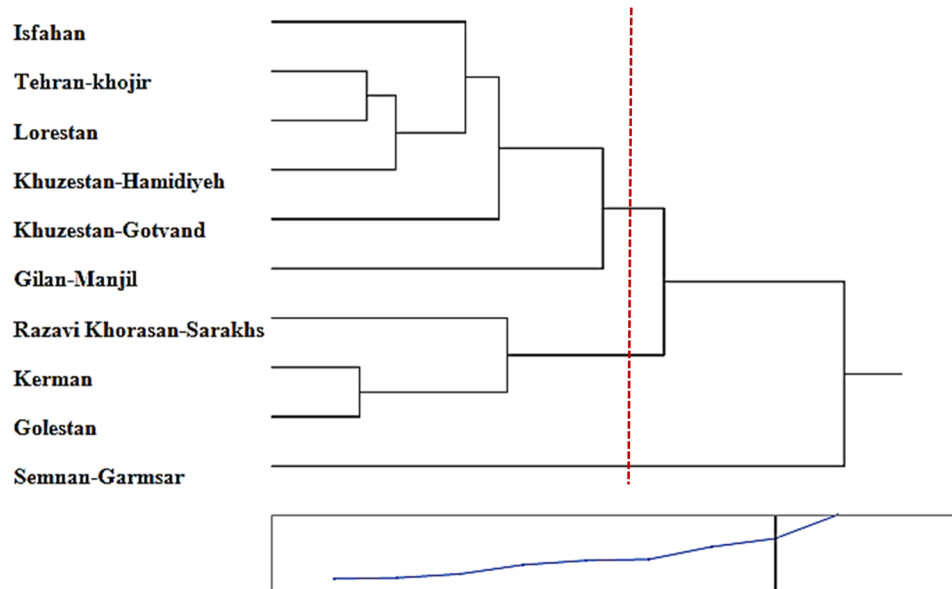 Isfahan
Tehran-khojir
Lorestan
Khuzestan-Hamidiyeh
Khuzestan-Gotvand
Gilan-Manjil
Razavi Khorasan-Sarakhs
Kerman
Golestan
Semnan-Garmsar